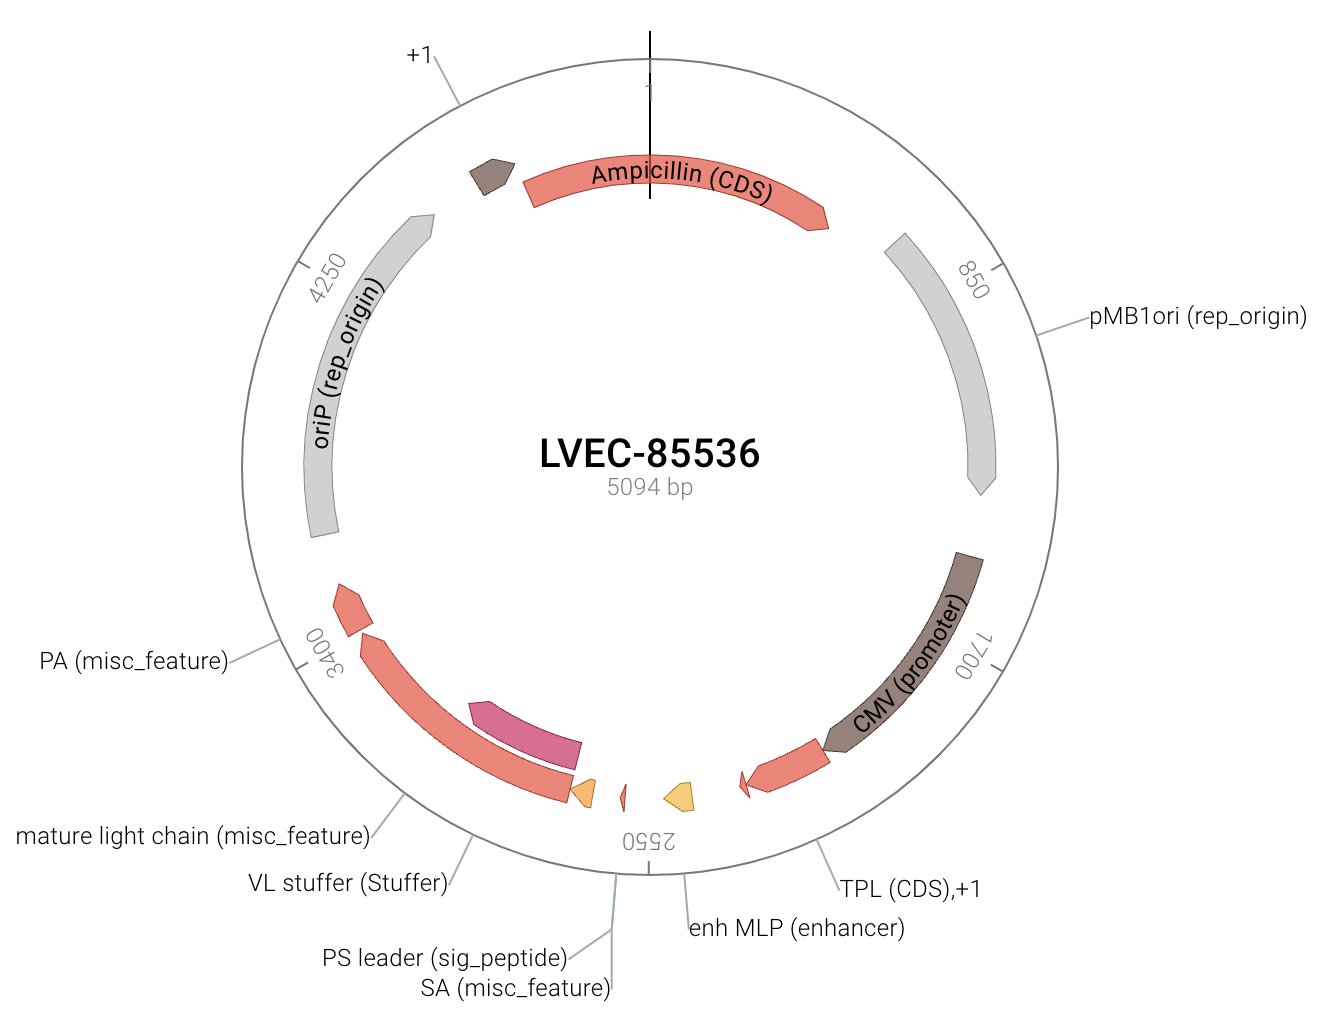 +1
1
Ampicillin (CDS)
850
4250
pMB1ori (rep_origin)
oriP (rep_origin)
LVEC-85536
5094 bp
CMV (promoter)
1700
3400
PA (misc_feature)
2550
mature light chain (misc_feature)
VL stuffer (Stuffer)
TPL (CDS),+1
enh MLP (enhancer)
PS leader (sig_peptide)
SA (misc_feature)